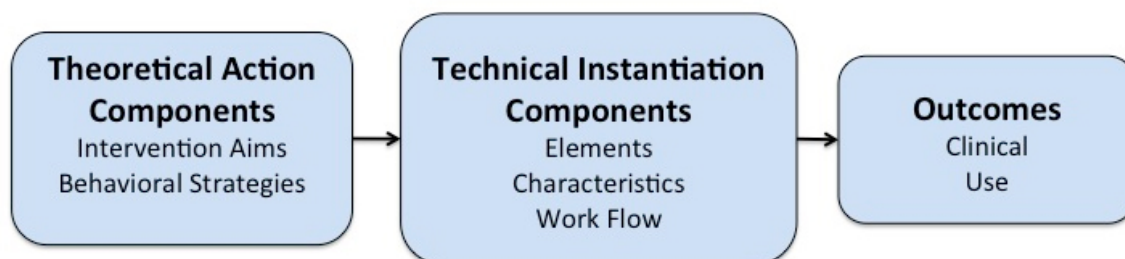 Theoretical Action
Components
Intervention Aims
Behavioral Strategies
Technical Instantiation
Components
Elements
Characteristics
Work Flow
Outcomes
Clinical
Use